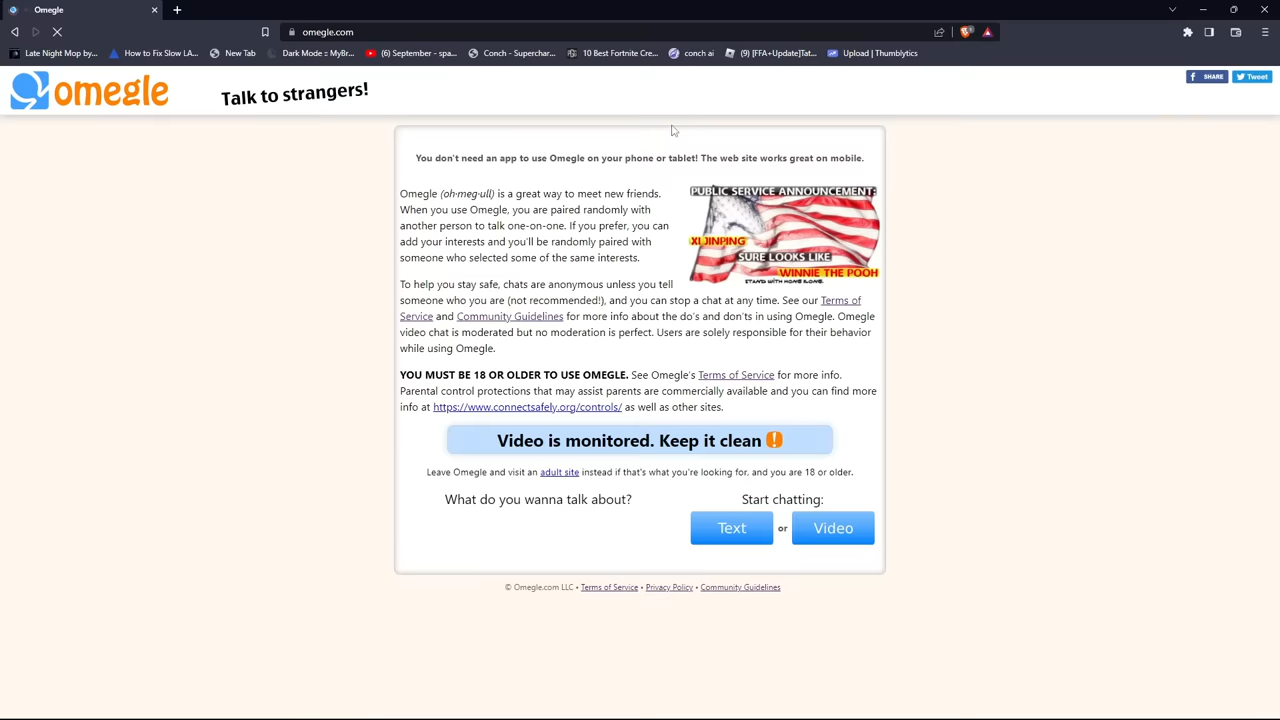 Omegle
omegle.com
Late Night Mop by...
How to Fix Slow LA...
New Tab
Dark Mode :: MyBr...
(6) September - spa...
Conch - Superchar...
10 Best Fortnite Cre...
conch ai
(9) [FFA+Update]Tat...
Upload | Thumblytics
omegle
Talk to strangers!
SHARE
Tweet
You don't need an app to use Omegle on your phone or tablet! The web site works great on mobile.
Omegle (oh·meg·ull) is a great way to meet new friends.
When you use Omegle, you are paired randomly with
another person to talk one-on-one. If you prefer, you can
add your interests and you'll be randomly paired with
someone who selected some of the same interests.
PUBLIC SERVICE ANNOUNCEMENT:
XI JINPING
SURE LOOKS LIKE
WINNIE THE POOH
STAND WITH HONG KONG.
To help you stay safe, chats are anonymous unless you tell
someone who you are (not recommended!), and you can stop a chat at any time. See our Terms of
Service and Community Guidelines for more info about the do's and don'ts in using Omegle. Omegle
video chat is moderated but no moderation is perfect. Users are solely responsible for their behavior
while using Omegle.
YOU MUST BE 18 OR OLDER TO USE OMEGLE. See Omegle's Terms of Service for more info.
Parental control protections that may assist parents are commercially available and you can find more
info at https://www.connectsafely.org/controls/ as well as other sites.
Video is monitored. Keep it clean !
Leave Omegle and visit an adult site instead if that's what you're looking for, and you are 18 or older.
What do you wanna talk about?
Start chatting:
Text or Video
© Omegle.com LLC • Terms of Service • Privacy Policy • Community Guidelines